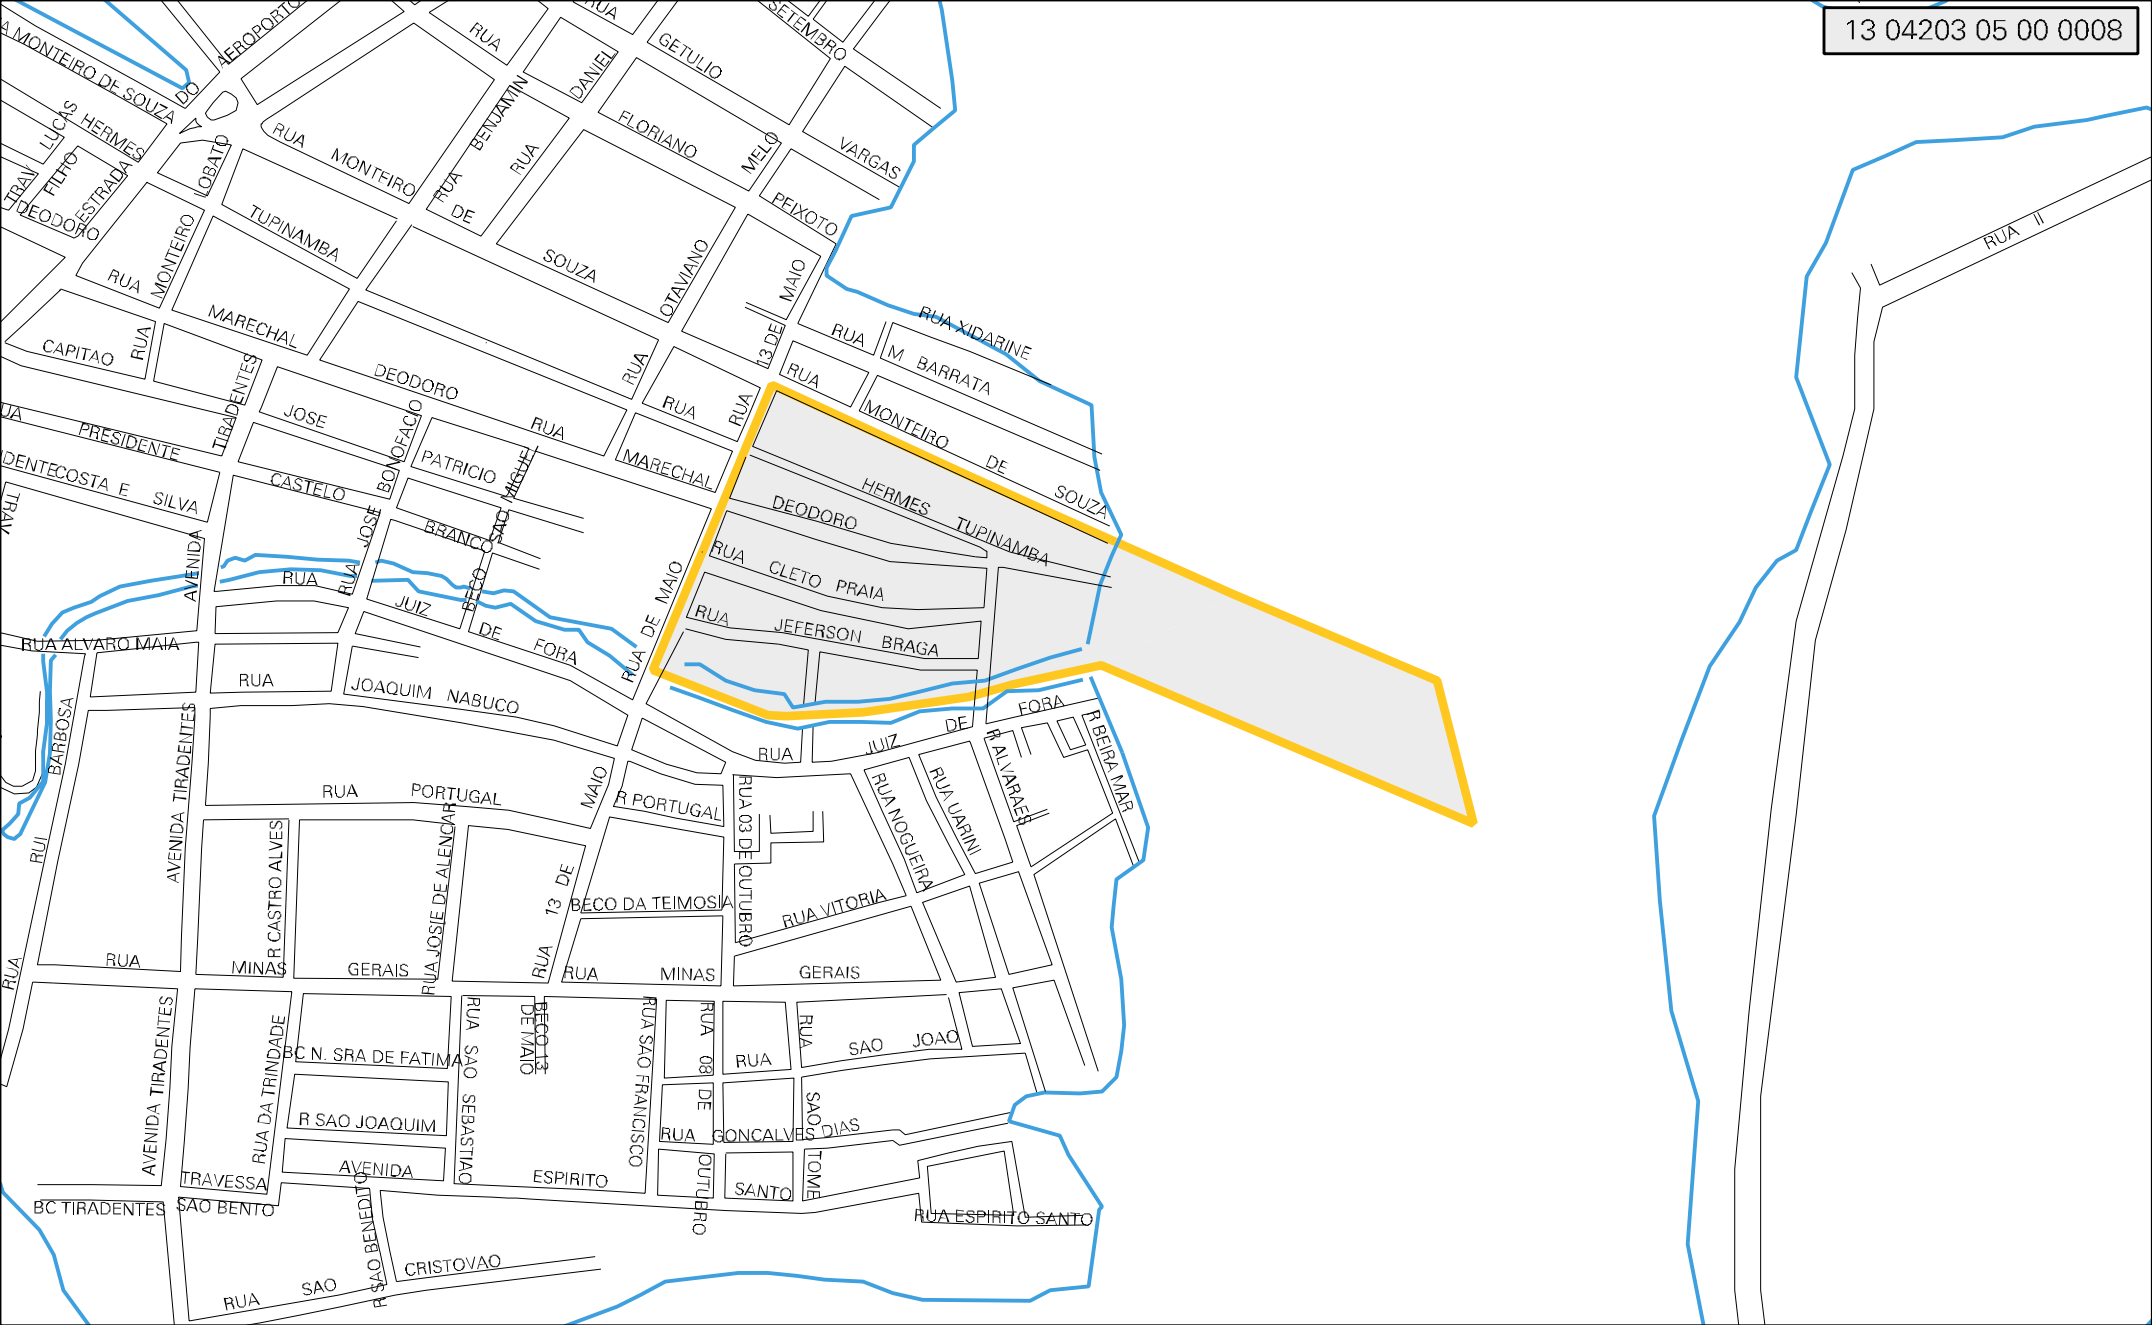 13 04203 05 00 0008
RUA
SETEMBRO
AEROPORTO
DO
A MONTEIRO DE SOUZA
RUA
GETULIO
DANIEL
LUCAS
HERMES
BENJAMIN
FLORIANO
MELO
VARGAS
RUA
MONTEIRO
RUA
LOBATO
FILHO
TRAV
ESTRADA
DEODORO
RUA
DE
PEIXOTO
TUPINAMBA
MONTEIRO
RUA
SOUZA
OTAVIANO
MAIO
RUA II
MARECHAL
RUA
CAPITAO
13 DE
RUA
RUA XIDARINE
M BARRATA
RUA
RUA
DEODORO
TIRADENTES
JOSE
BONOFACIO
RUA
RUA
RUA
MONTEIRO
DE
SOUZA
UA
PRESIDENTE
PATRICIO
SAO MIGUE
MARECHAL
DENTE
COSTA E SILVA
CASTELO
TRAV
HERMES
TUPINAMBA
DEODORO
JOSE
BRANCO
AVENIDA
RUA
RUA
BECO
RUA
CLETO PRAIA
RUA DE MAIO
JUIZ
DE
FORA
RUA
JEFERSON BRAGA
RUA ALVARO MAIA
RUA
JOAQUIM NABUCO
RUA
JUIZ
DE
FORA
R BEIRA MAR
BARBOSA
AVENIDA TIRADENTES
RUA
PORTUGAL
MAIO
R PORTUGAL
R ALVARAES
RUA UARINI
RUA NOGUEIRA
RUA 03 DE OUTUBRO
RUI
R CASTRO ALVES
RUA JOSE DE ALENCAR
13 DE
BECO DA TEIMOSIA
RUA VITORIA
RUA
RUA
RUA
MINAS
GERAIS
RUA
MINAS
GERAIS
AVENIDA TIRADENTES
RUA DA TRINDADE
BC N. SRA DE FATIMA
RUA SAO SEBASTIAO
BECO 13
DE MAIO
RUA SAO FRANCISCO
RUA 08 DE OUTUBRO
RUA
SAO
JOAO
RUA
SAO
TOME
R SAO JOAQUIM
RUA
GONCALVES DIAS
TRAVESSA
SAO BENTO
BC TIRADENTES
AVENIDA
ESPIRITO
SANTO
RUA ESPIRITO SANTO
R SAO BENEDITO
RUA
SAO
CRISTOVAO